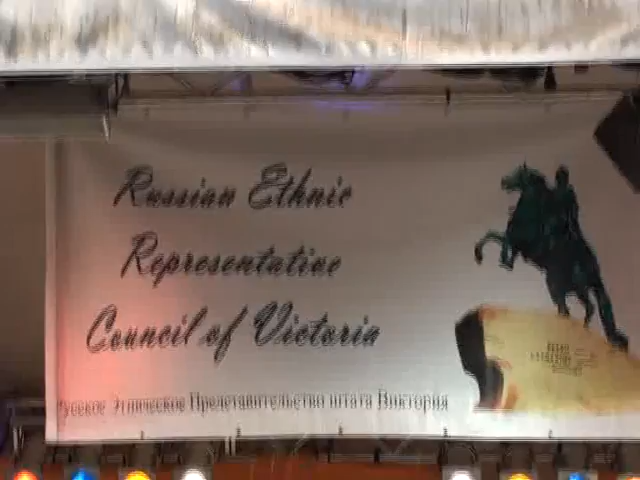 Russian Ethnic
Representative
Council of Victoria
Русское Этническое Представительство штата Виктория